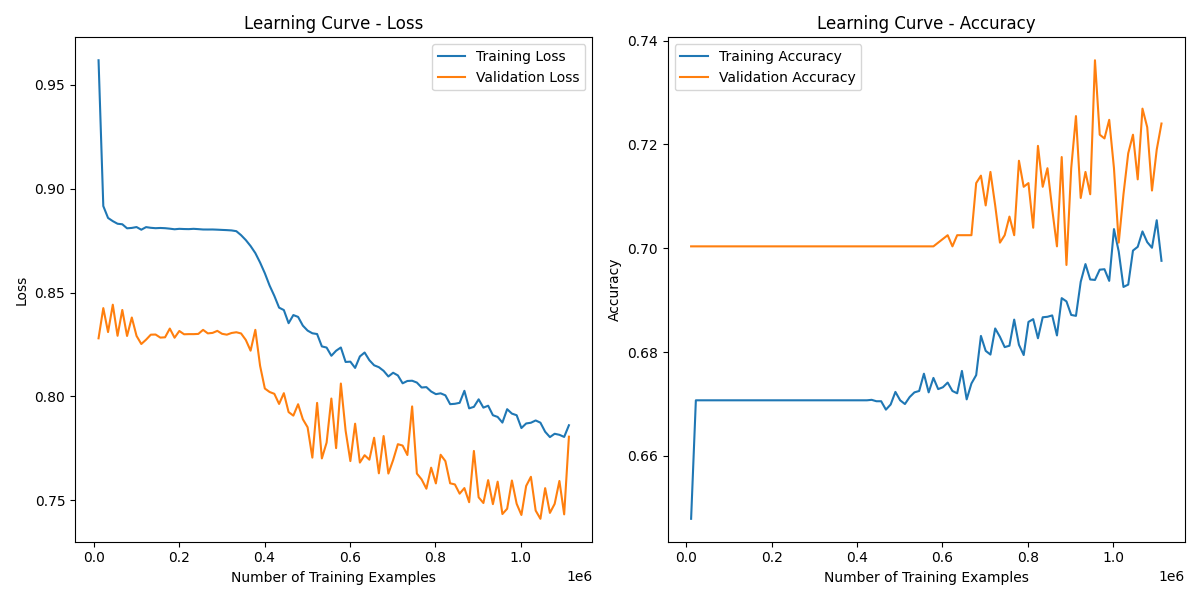 Learning Curve - Loss
Training Loss
Validation Loss
0.95
0.90
0.85
0.80
0.75
Loss
0.0 0.2 0.4 0.6 0.8 1.0
1e6
Number of Training Examples
Learning Curve - Accuracy
Training Accuracy
Validation Accuracy
0.74
0.72
0.70
0.68
0.66
Accuracy
0.0 0.2 0.4 0.6 0.8 1.0
1e6
Number of Training Examples